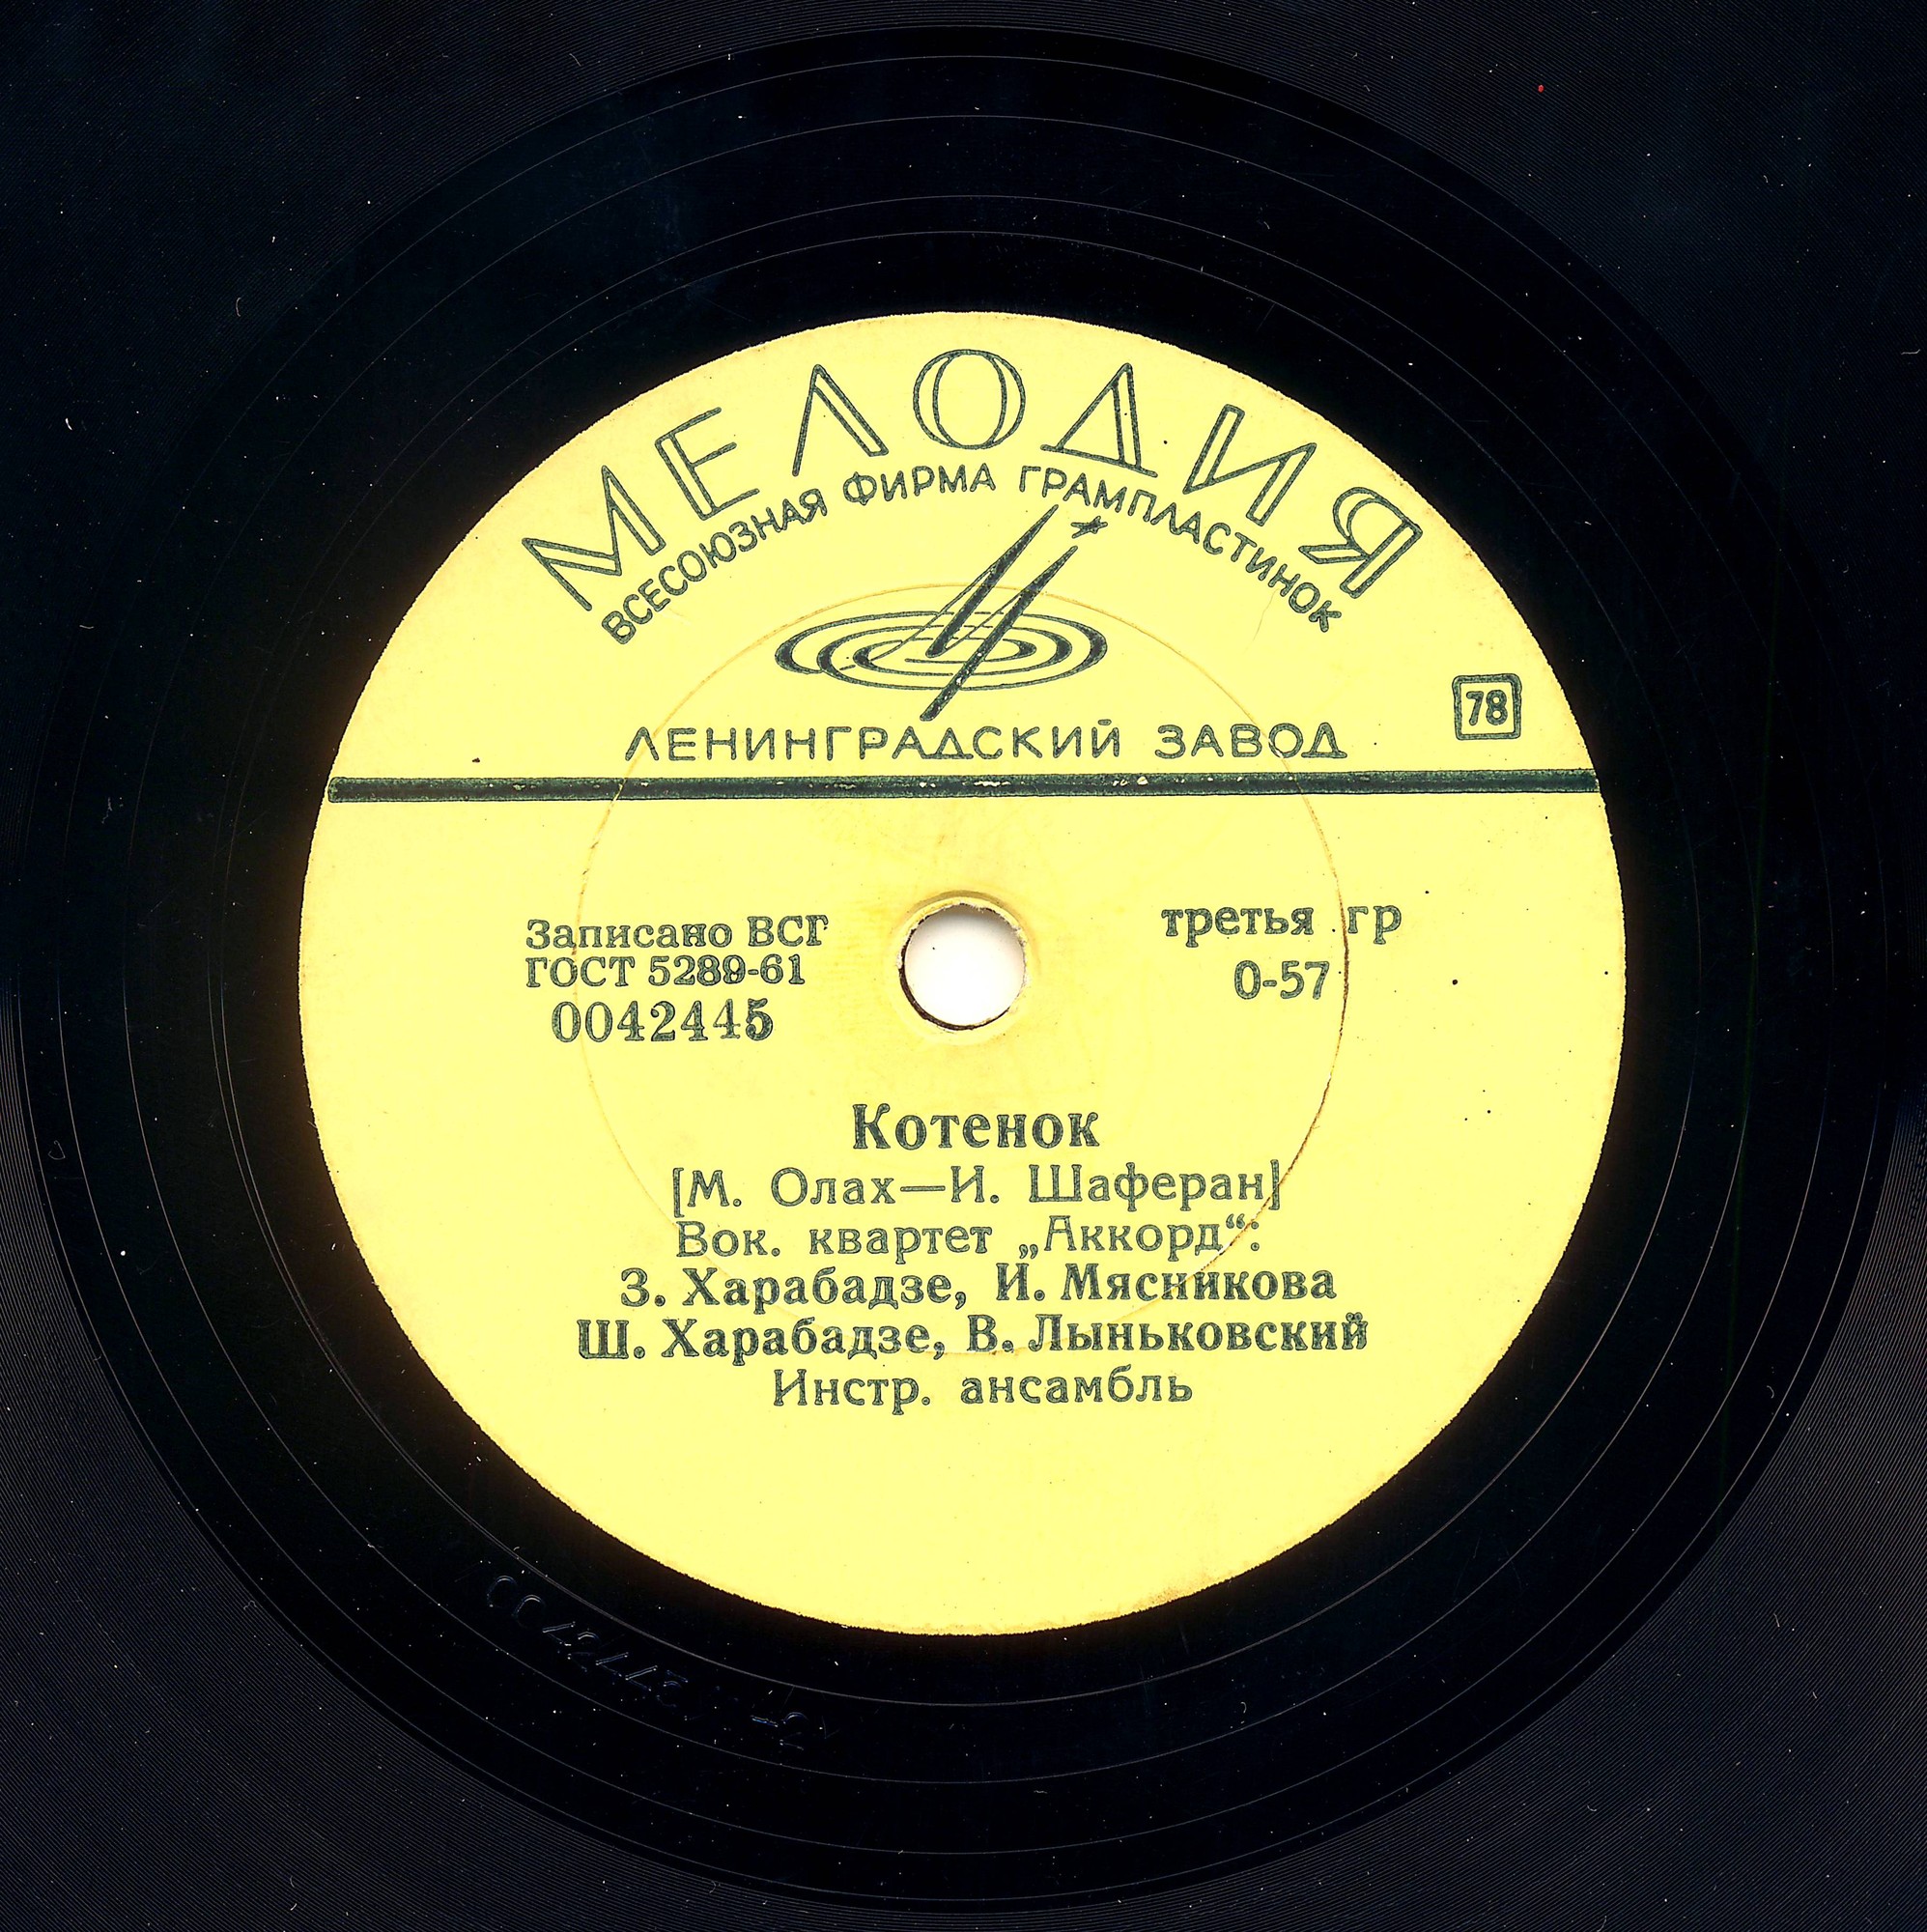 МЕЛОДИЯ
ВСЕСОЮЗНАЯ ФИРМА ГРАМПЛАСТИНОК
78
ЛЕНИНГРАДСКИЙ ЗАВОД
Записано ВСГ
ГОСТ 5289-61
0042445
третья гр
0-57
Котенок
[М. Олах—И. Шаферан]
Вок. квартет „Аккорд“:
З. Харабадзе, И. Мясникова
Ш. Харабадзе, В. Лыньковский
Инстр. ансамбль